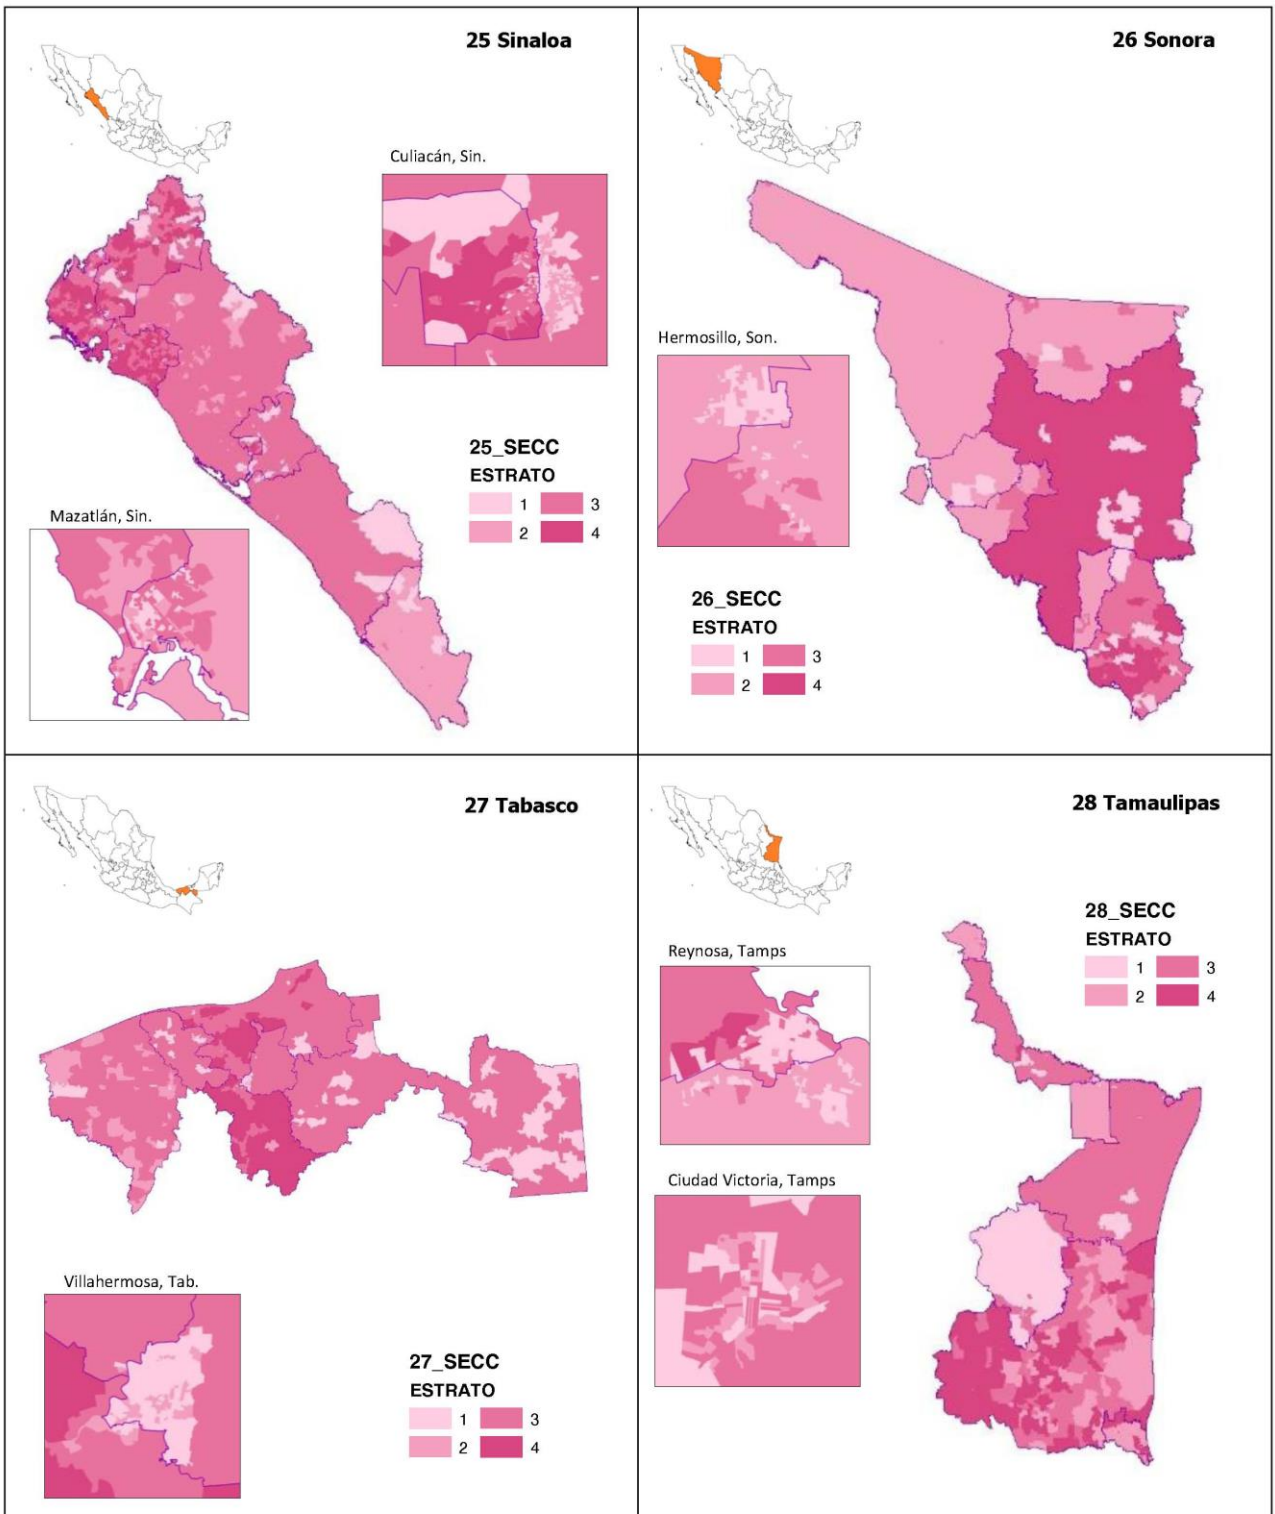 25 Sinaloa
Culiacán, Sin.
25_SECC
ESTRATO
1 3
2 4
Mazatlán, Sin.
26 Sonora
Hermosillo, Son.
26_SECC
ESTRATO
1 3
2 4
27 Tabasco
Villahermosa, Tab.
27_SECC
ESTRATO
1 3
2 4
28 Tamaulipas
28_SECC
ESTRATO
1 3
2 4
Reynosa, Tamps
Ciudad Victoria, Tamps